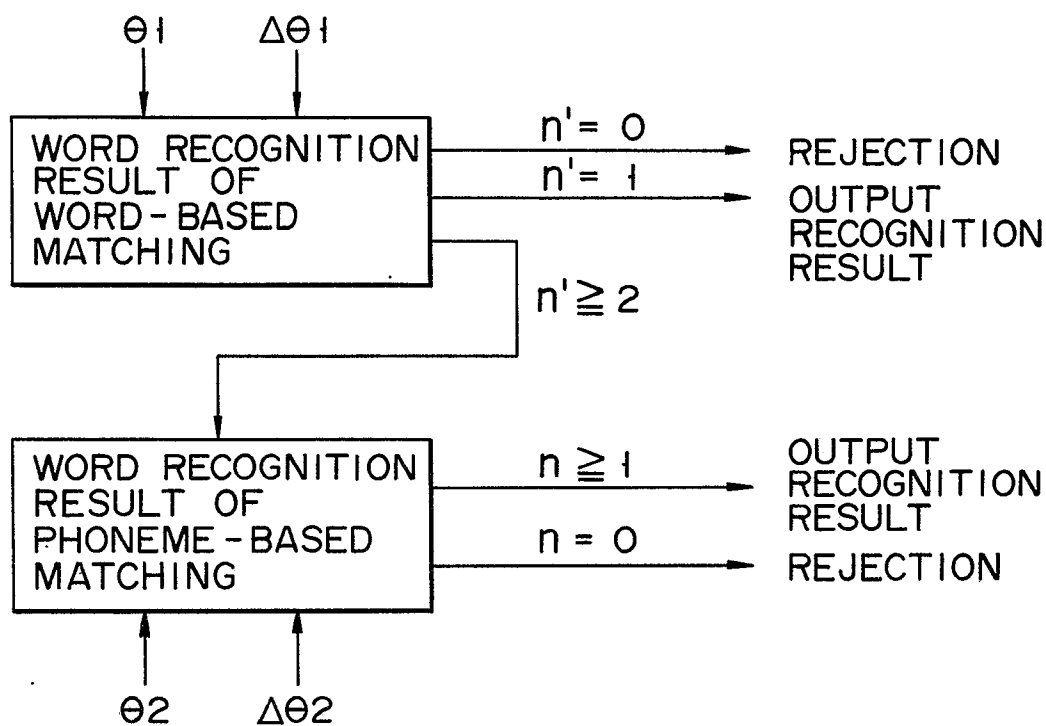 Θ1 ΔΘ1
WORD RECOGNITION
RESULT OF
WORD-BASED
MATCHING
n' = 0
REJECTION
n' = 1
OUTPUT
RECOGNITION
RESULT
n' ≧ 2
WORD RECOGNITION
RESULT OF
PHONEME-BASED
MATCHING
n ≧ 1
OUTPUT
RECOGNITION
RESULT
n = 0
REJECTION
Θ2 ΔΘ2